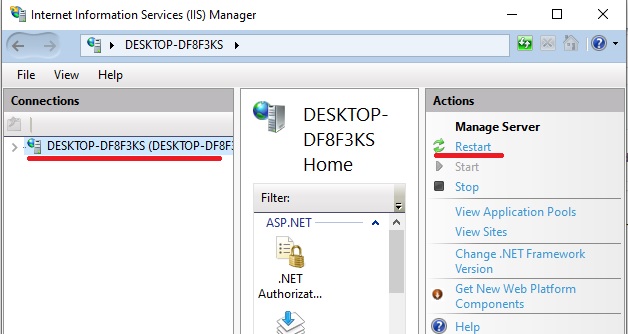 Internet Information Services (IIS) Manager
DESKTOP-DF8F3KS
File View Help
Connections
DESKTOP-DF8F3KS (DESKTOP-DF8F3
DESKTOP-
DF8F3KS
Home
Filter:
ASP.NET
.NET
Authorizat...
Actions
Manage Server
Restart
Start
Stop
View Application Pools
View Sites
Change .NET Framework
Version
Get New Web Platform
Components
Help